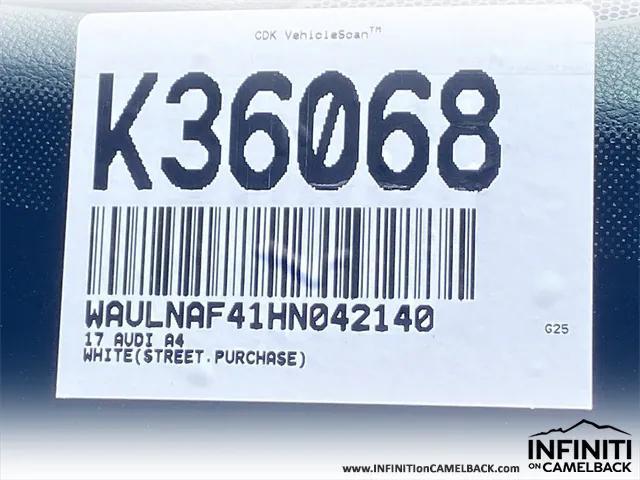 CDK VehicleScan™
K36068
WAULNAF41HN042140
17 AUDI A4
WHITE(STREET.PURCHASE)
G25
INFINITI
ON CAMELBACK
www.INFINITIonCAMELBACK.com